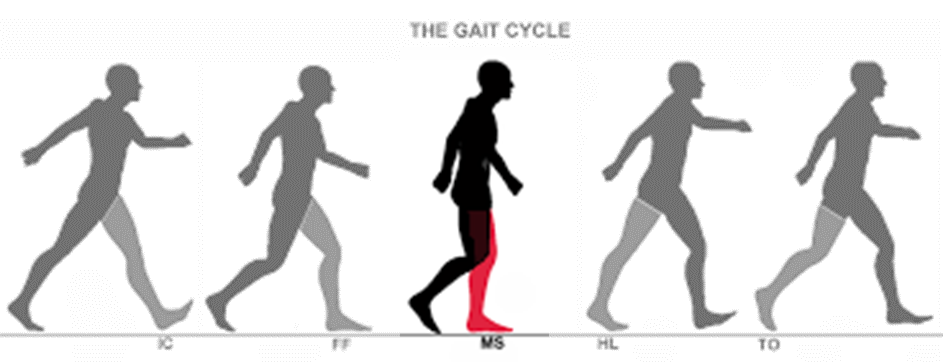 THE GAIT CYCLE
IC FF MS HL TO